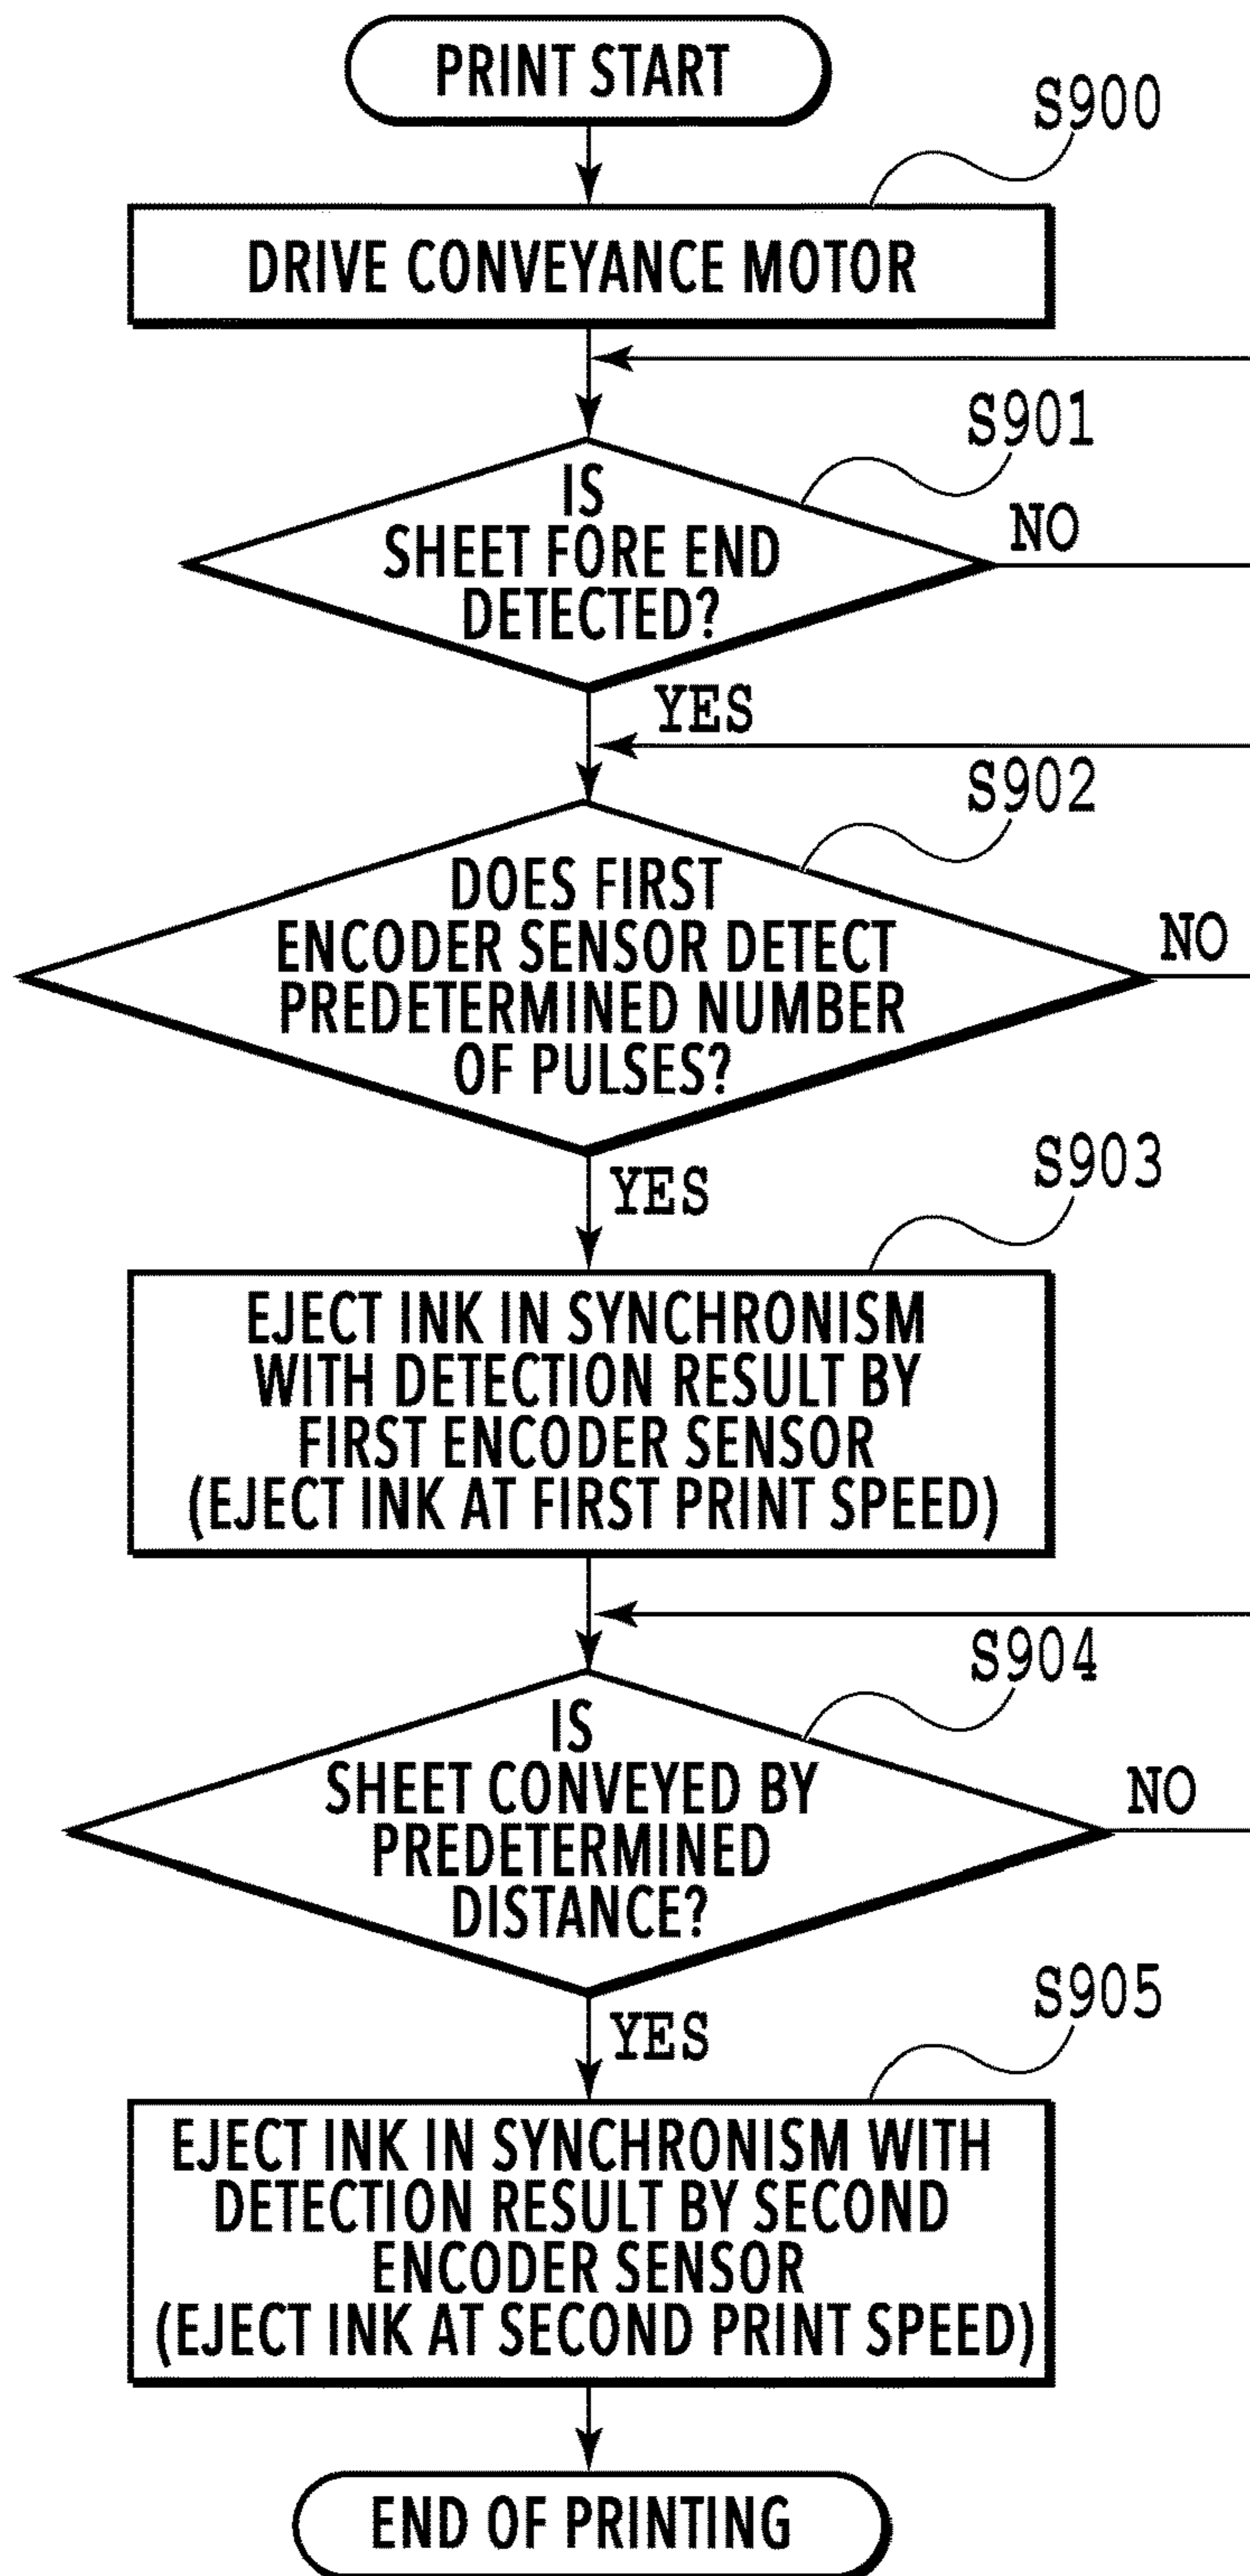 PRINT START
S900
DRIVE CONVEYANCE MOTOR
S901
IS
SHEET FORE END
DETECTED?
NO
YES
S902
DOES FIRST
ENCODER SENSOR DETECT
PREDETERMINED NUMBER
OF PULSES?
NO
YES
S903
EJECT INK IN SYNCHRONISM
WITH DETECTION RESULT BY
FIRST ENCODER SENSOR
(EJECT INK AT FIRST PRINT SPEED)
S904
IS
SHEET CONVEYED BY
PREDETERMINED
DISTANCE?
NO
YES
S905
EJECT INK IN SYNCHRONISM WITH
DETECTION RESULT BY SECOND
ENCODER SENSOR
(EJECT INK AT SECOND PRINT SPEED)
END OF PRINTING